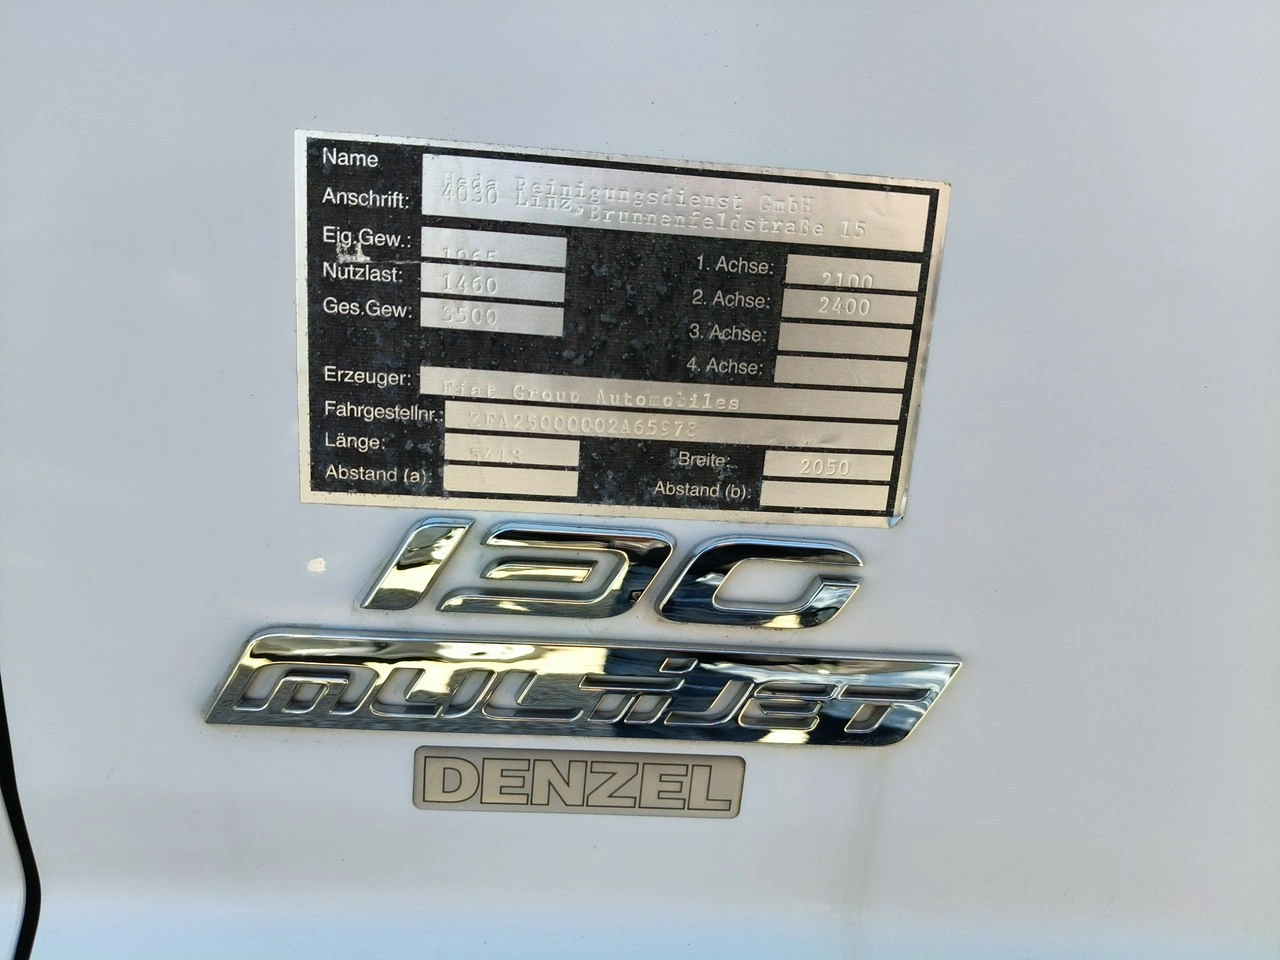 Name
Reinigungsdienst GmbH
Anschrift: 4030 Linz, Brunnenfeldstraße 15
Eig.Gew.: 1965 1. Achse: 2100
Nutzlast: 1460 2. Achse: 2400
Ges.Gew: 3500 3. Achse:
4. Achse:
Erzeuger: Fiat Group Automobiles
Fahrgestellnr.:
Länge: Breite: 2050
Abstand (a): Abstand (b):
130
MULTIJET
DENZEL